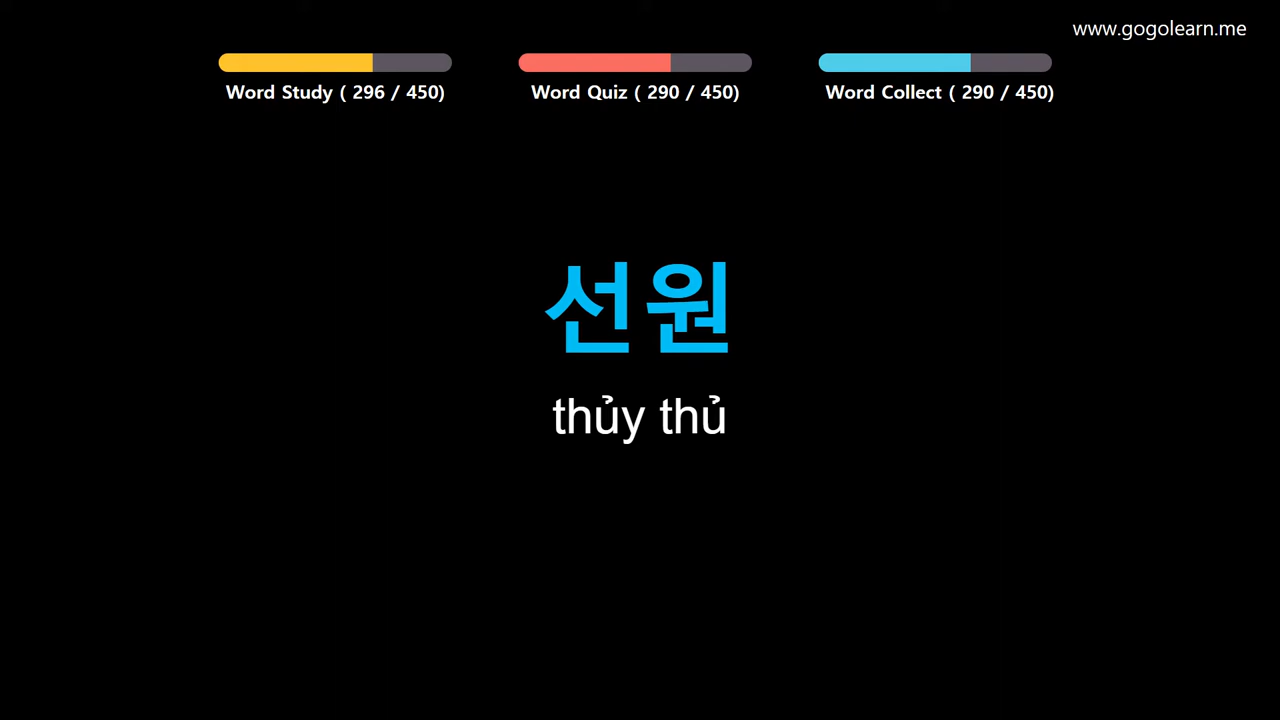 www.gogolearn.me
Word Study ( 296 / 450)
Word Quiz ( 290 / 450)
Word Collect ( 290 / 450)
선원
thủy thủ